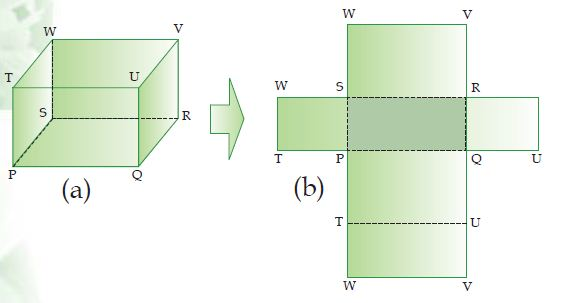 W V
T U
S R
P Q
(a)
W V
W S R
T P Q U
(b)
T U
W V